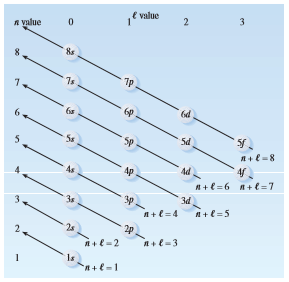 n value
ℓ value
0 1 2 3
8 8s
7 7s 7p
6 6s 6p 6d
5 5s 5p 5d 5f
n + ℓ = 8
4 4s 4p 4d 4f
n + ℓ = 6 n + ℓ = 7
3 3s 3p 3d
n + ℓ = 4 n + ℓ = 5
2 2s 2p
n + ℓ = 2 n + ℓ = 3
1 1s
n + ℓ = 1